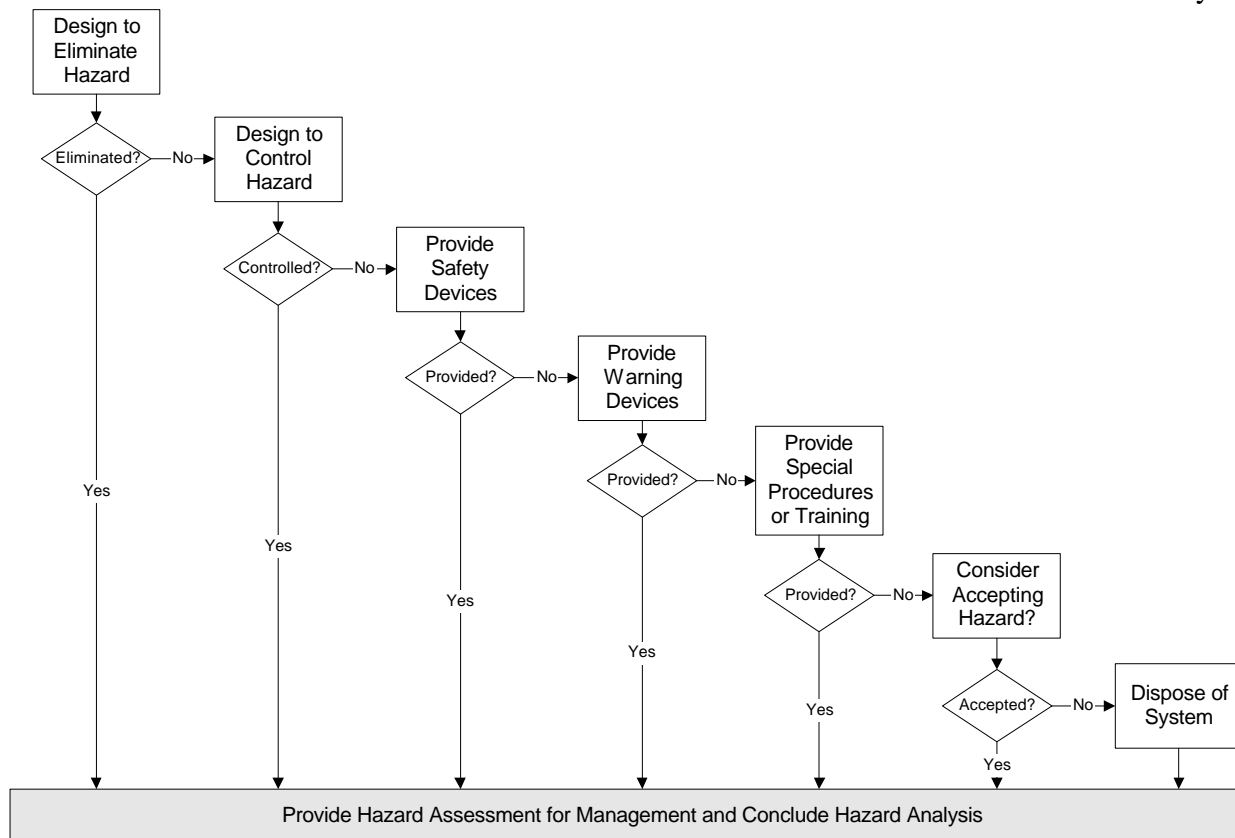 Design to
Eliminate
Hazard
Eliminated?
No
Design to
Control
Hazard
Controlled?
No
Provide
Safety
Devices
Provided?
No
Provide
Warning
Devices
Provided?
No
Provide
Special
Procedures
or Training
Provided?
No
Consider
Accepting
Hazard?
Accepted?
No
Dispose of
System
Yes
Yes
Yes
Yes
Yes
Yes
Provide Hazard Assessment for Management and Conclude Hazard Analysis